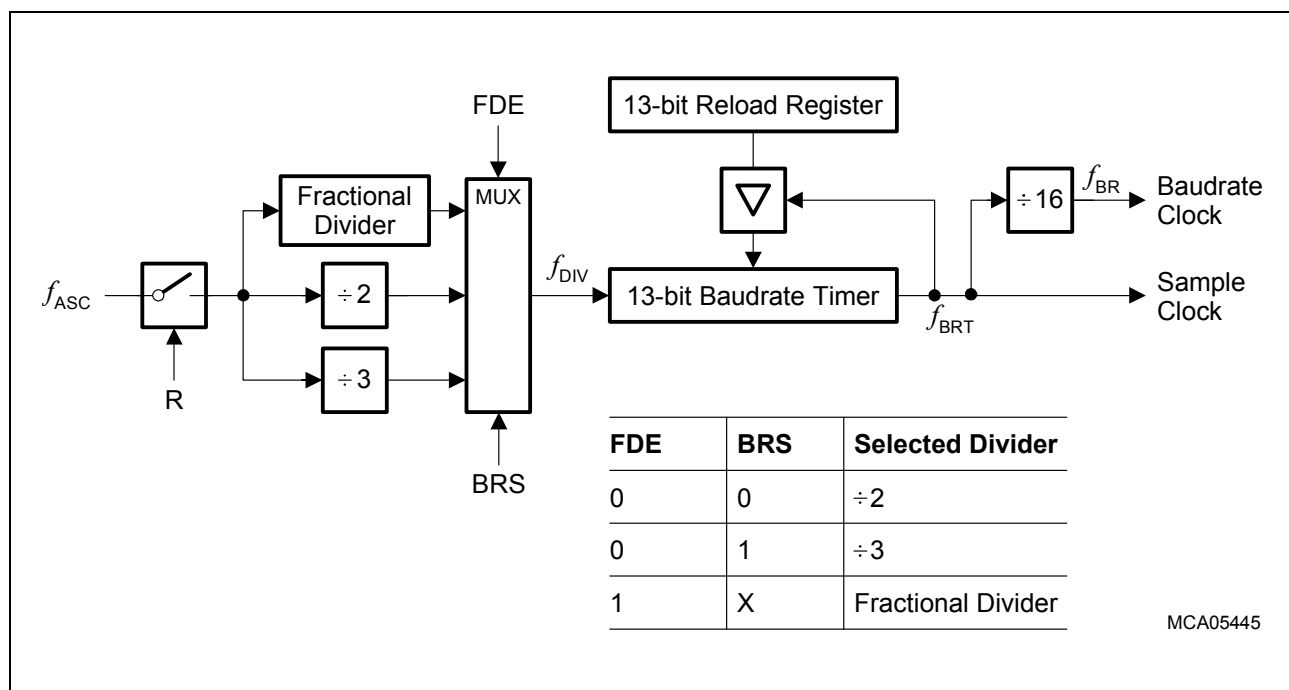 FDE
13-bit Reload Register
Fractional
Divider
MUX
÷16
fBR
Baudrate
Clock
fASC
÷2
fDIV
13-bit Baudrate Timer
fBRT
Sample
Clock
R
÷3
BRS
FDE BRS Selected Divider
0 0 ÷2
0 1 ÷3
1 X Fractional Divider
MCA05445